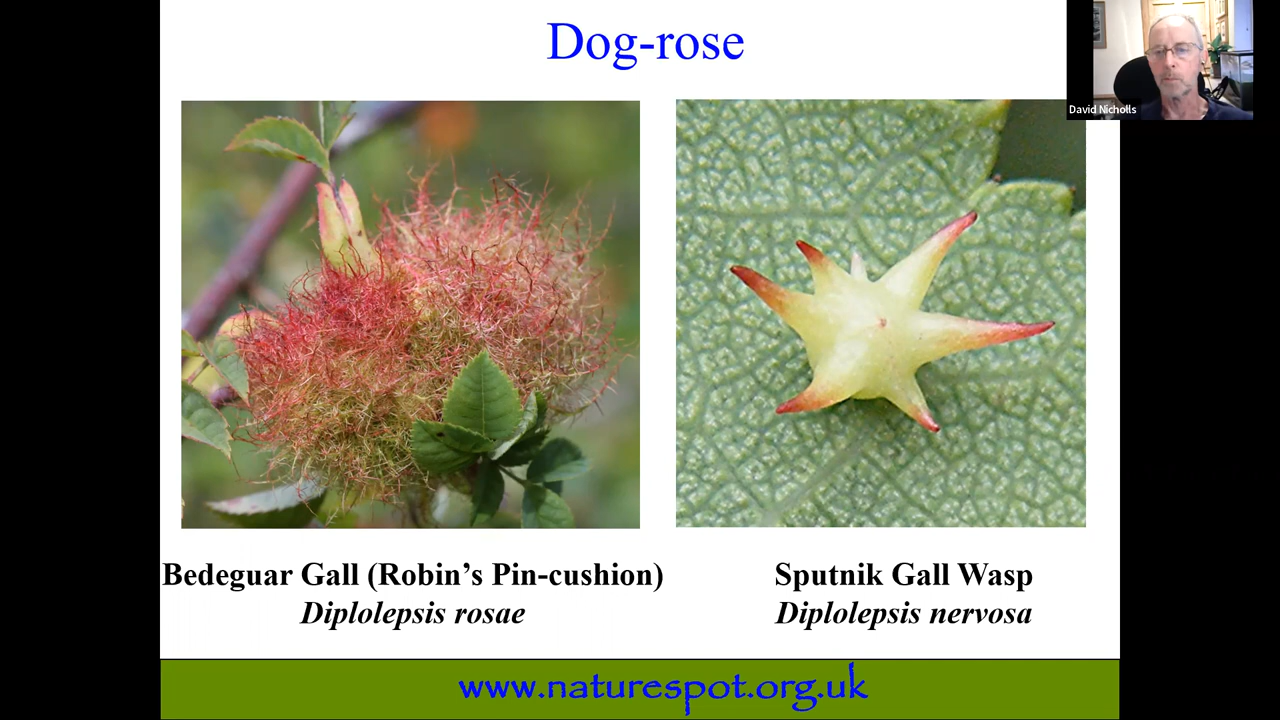 Dog-rose
David Nicholls
Bedeguar Gall (Robin’s Pin-cushion)
Diplolepsis rosae
Sputnik Gall Wasp
Diplolepsis nervosa
www.naturespot.org.uk